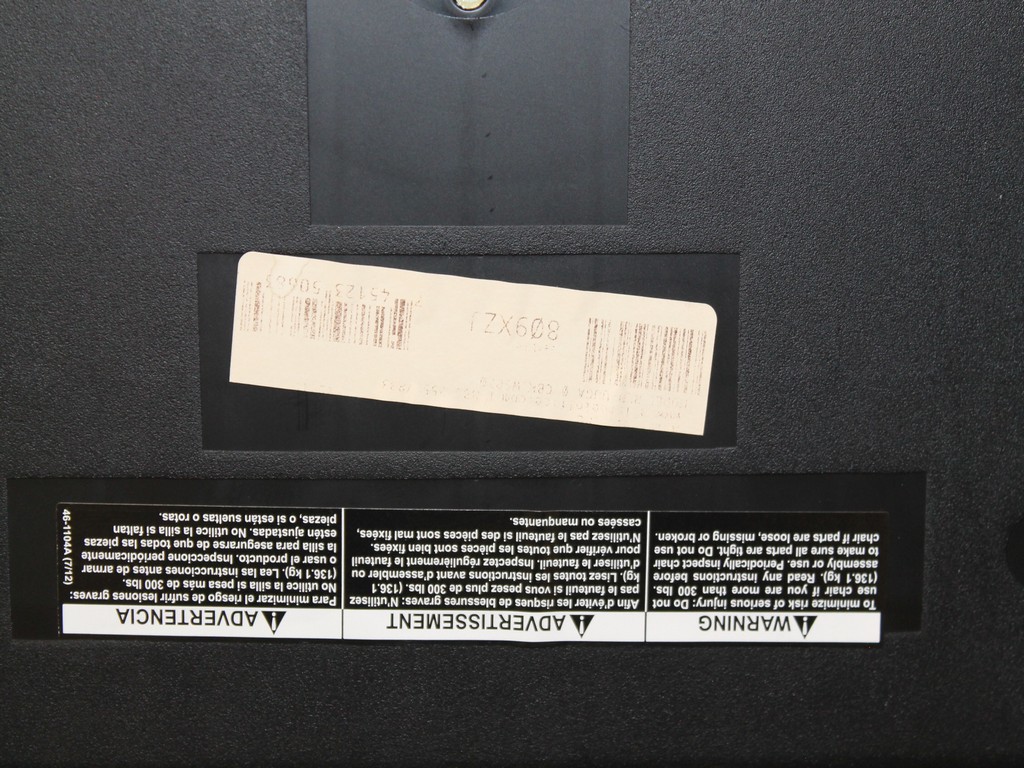 WARNING
To minimize risk of serious injury: Do not
use chair if you are more than 300 lbs.
(136.1 kg). Read any instructions before
assembly or use. Periodically inspect chair
to make sure all parts are tight. Do not use
chair if parts are loose, missing or broken.
ADVERTISSEMENT
Afin d'éviter les risques de blessures graves: N'utilisez
pas le fauteuil si vous pesez plus de 300 lbs. (136.1
kg). Lisez toutes les instructions avant d'assembler ou
d'utiliser le fauteuil. Inspectez régulièrement le fauteuil
pour vérifier que toutes les pièces sont bien fixées.
N'utilisez pas le fauteuil si des pièces sont mal fixées,
cassées ou manquantes.
ADVERTENCIA
Para minimizar el riesgo de sufrir lesiones graves:
No utilice la silla si pesa más de 300 lbs.
(136.1 kg). Lea las instrucciones antes de armar
o usar el producto. Inspeccione periódicamente
la silla para asegurarse de que todas las piezas
estén ajustadas. No utilice la silla si faltan
piezas, o si están sueltas o rotas.
46-1104A (7/12)
809XZJ
45123